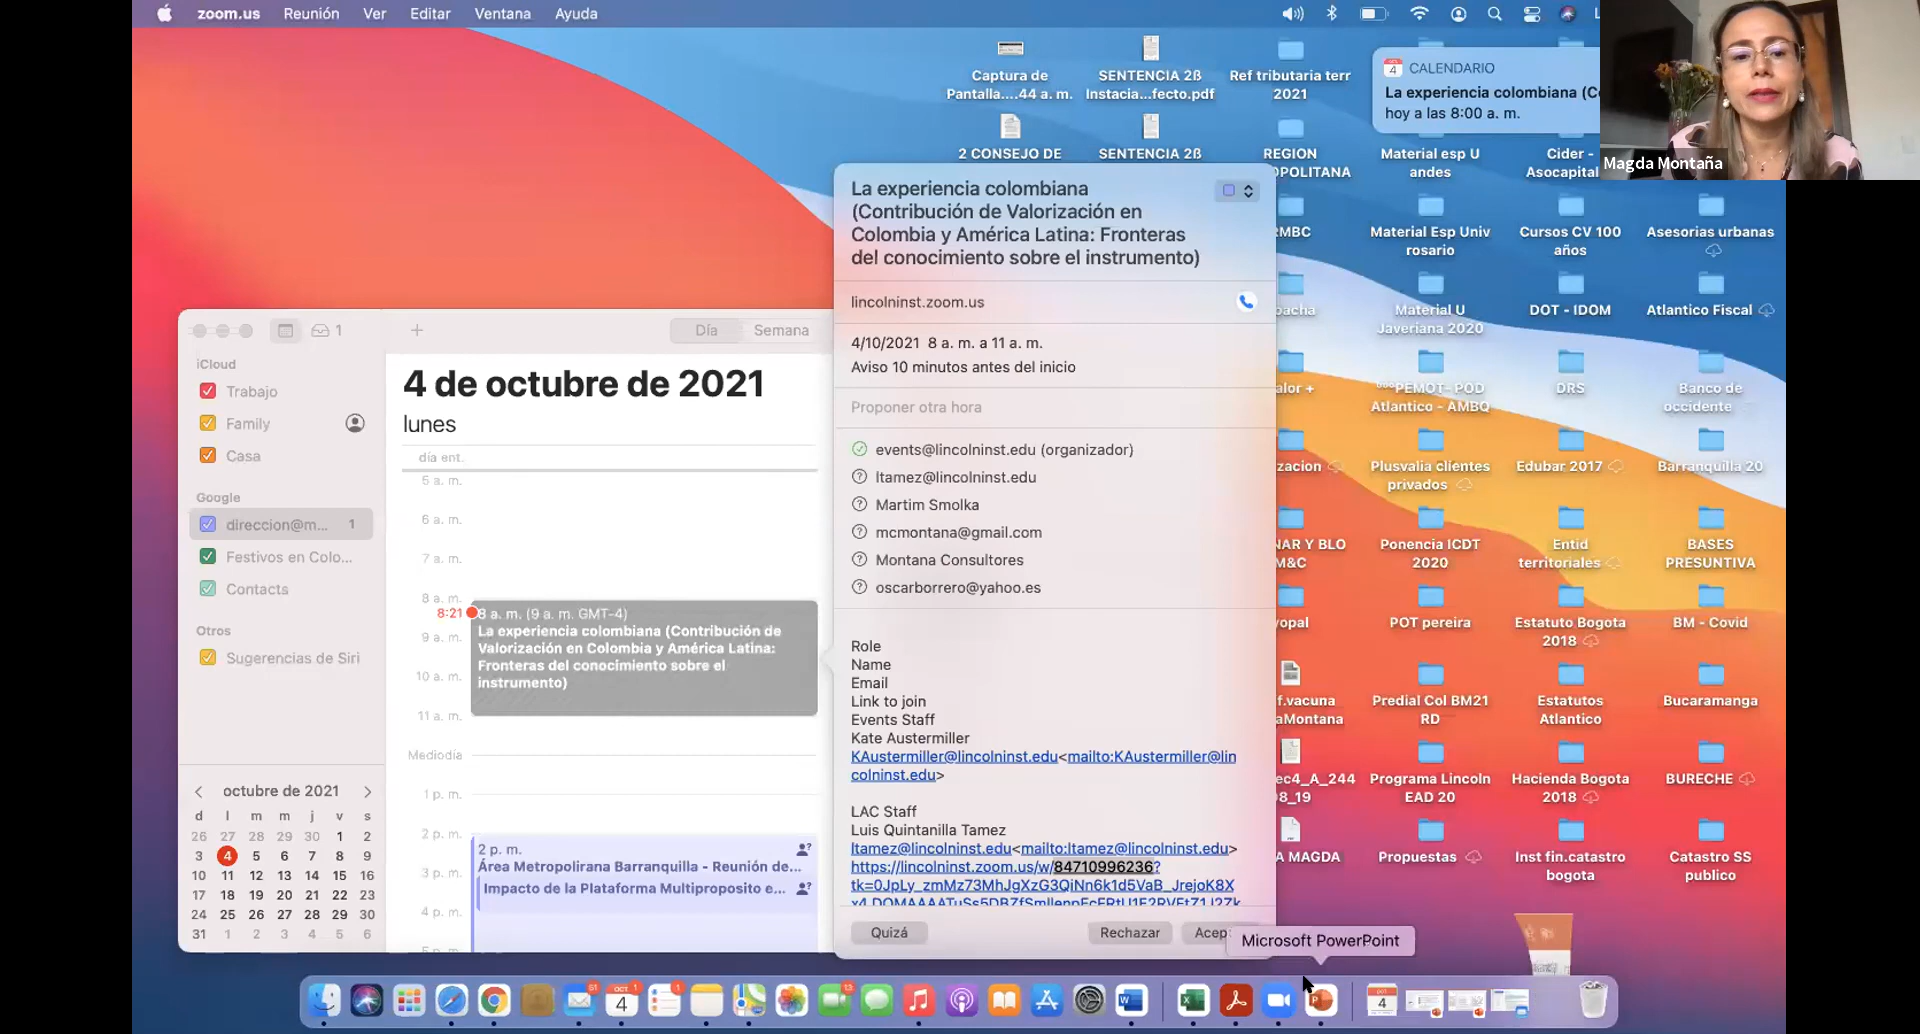 zoom.us Reunión Ver Editar Ventana Ayuda
Captura de
Pantalla....44 a. m.
SENTENCIA 2ß
Instacia...fecto.pdf
Ref tributaria terr
2021
CALENDARIO
La experiencia colombiana (C
hoy a las 8:00 a. m.
Magda Montaña
2 CONSEJO DE
SENTENCIA 2ß
REGION
OPOLITANA
Material esp U
andes
Cider -
Asocapital
La experiencia colombiana
(Contribución de Valorización en
Colombia y América Latina: Fronteras
del conocimiento sobre el instrumento)
lincolninst.zoom.us
4/10/2021 8 a. m. a 11 a. m.
Aviso 10 minutos antes del inicio
Proponer otra hora
events@lincolninst.edu (organizador)
ltamez@lincolninst.edu
Martim Smolka
mcmontana@gmail.com
Montana Consultores
oscarborrero@yahoo.es
Role
Name
Email
Link to join
Events Staff
Kate Austermiller
KAustermiller@lincolninst.edu<mailto:KAustermiller@lin
colninst.edu>
LAC Staff
Luis Quintanilla Tamez
ltamez@lincolninst.edu<mailto:ltamez@lincolninst.edu>
https://lincolninst.zoom.us/w/84710996236?
tk=0JpLy_zmMz73MhJgXzG3QiNn6k1d5VaB_JrejoK8X
Quizá
Rechazar
Acep
Microsoft PowerPoint
1
Día Semana
iCloud
Trabajo
Family
Casa
Google
direccion@m... 1
Festivos en Colo...
Contacts
Otros
Sugerencias de Siri
4 de octubre de 2021
lunes
día ent.
5 a. m.
6 a. m.
7 a. m.
8 a. m.
8:21
9 a. m.
10 a. m.
11 a. m.
Mediodía
1 p. m.
2 p. m.
3 p. m.
4 p. m.
5 p. m.
8 a. m. (9 a. m. GMT-4)
La experiencia colombiana (Contribución de
Valorización en Colombia y América Latina:
Fronteras del conocimiento sobre el
instrumento)
2 p. m.
Área Metropolirana Barranquilla - Reunión de...
Impacto de la Plataforma Multiproposito e...
octubre de 2021
d l m m j v s
26 27 28 29 30 1 2
3 4 5 6 7 8 9
10 11 12 13 14 15 16
17 18 19 20 21 22 23
24 25 26 27 28 29 30
31 1 2 3 4 5 6
RMBC
Material Esp Univ
rosario
Cursos CV 100
años
Asesorias urbanas
pacha
Material U
Javeriana 2020
DOT - IDOM
Atlantico Fiscal
alor +
PEMOT- POD
Atlantico - AMBQ
DRS
Banco de
occidente
zacion
Plusvalia clientes
privados
Edubar 2017
Barranquilla 20
NAR Y BLO
M&C
Ponencia ICDT
2020
Entid
territoriales
BASES
PRESUNTIVA
yopal
POT pereira
Estatuto Bogota
2018
BM - Covid
f.vacuna
aMontana
Predial Col BM21
RD
Estatutos
Atlantico
Bucaramanga
ec4_A_244
08_19
Programa Lincoln
EAD 20
Hacienda Bogota
2018
BURECHE
A MAGDA
Propuestas
Inst fin.catastro
bogota
Catastro SS
publico